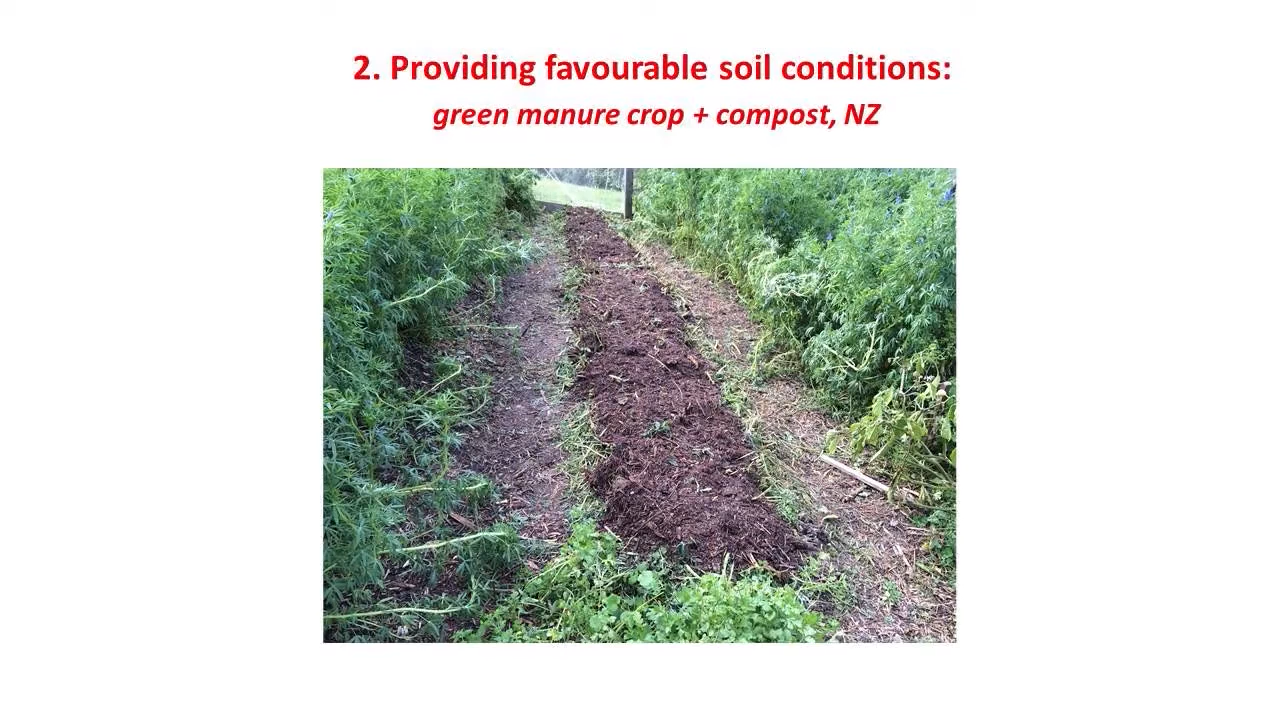 2. Providing favourable soil conditions:
green manure crop + compost, NZ